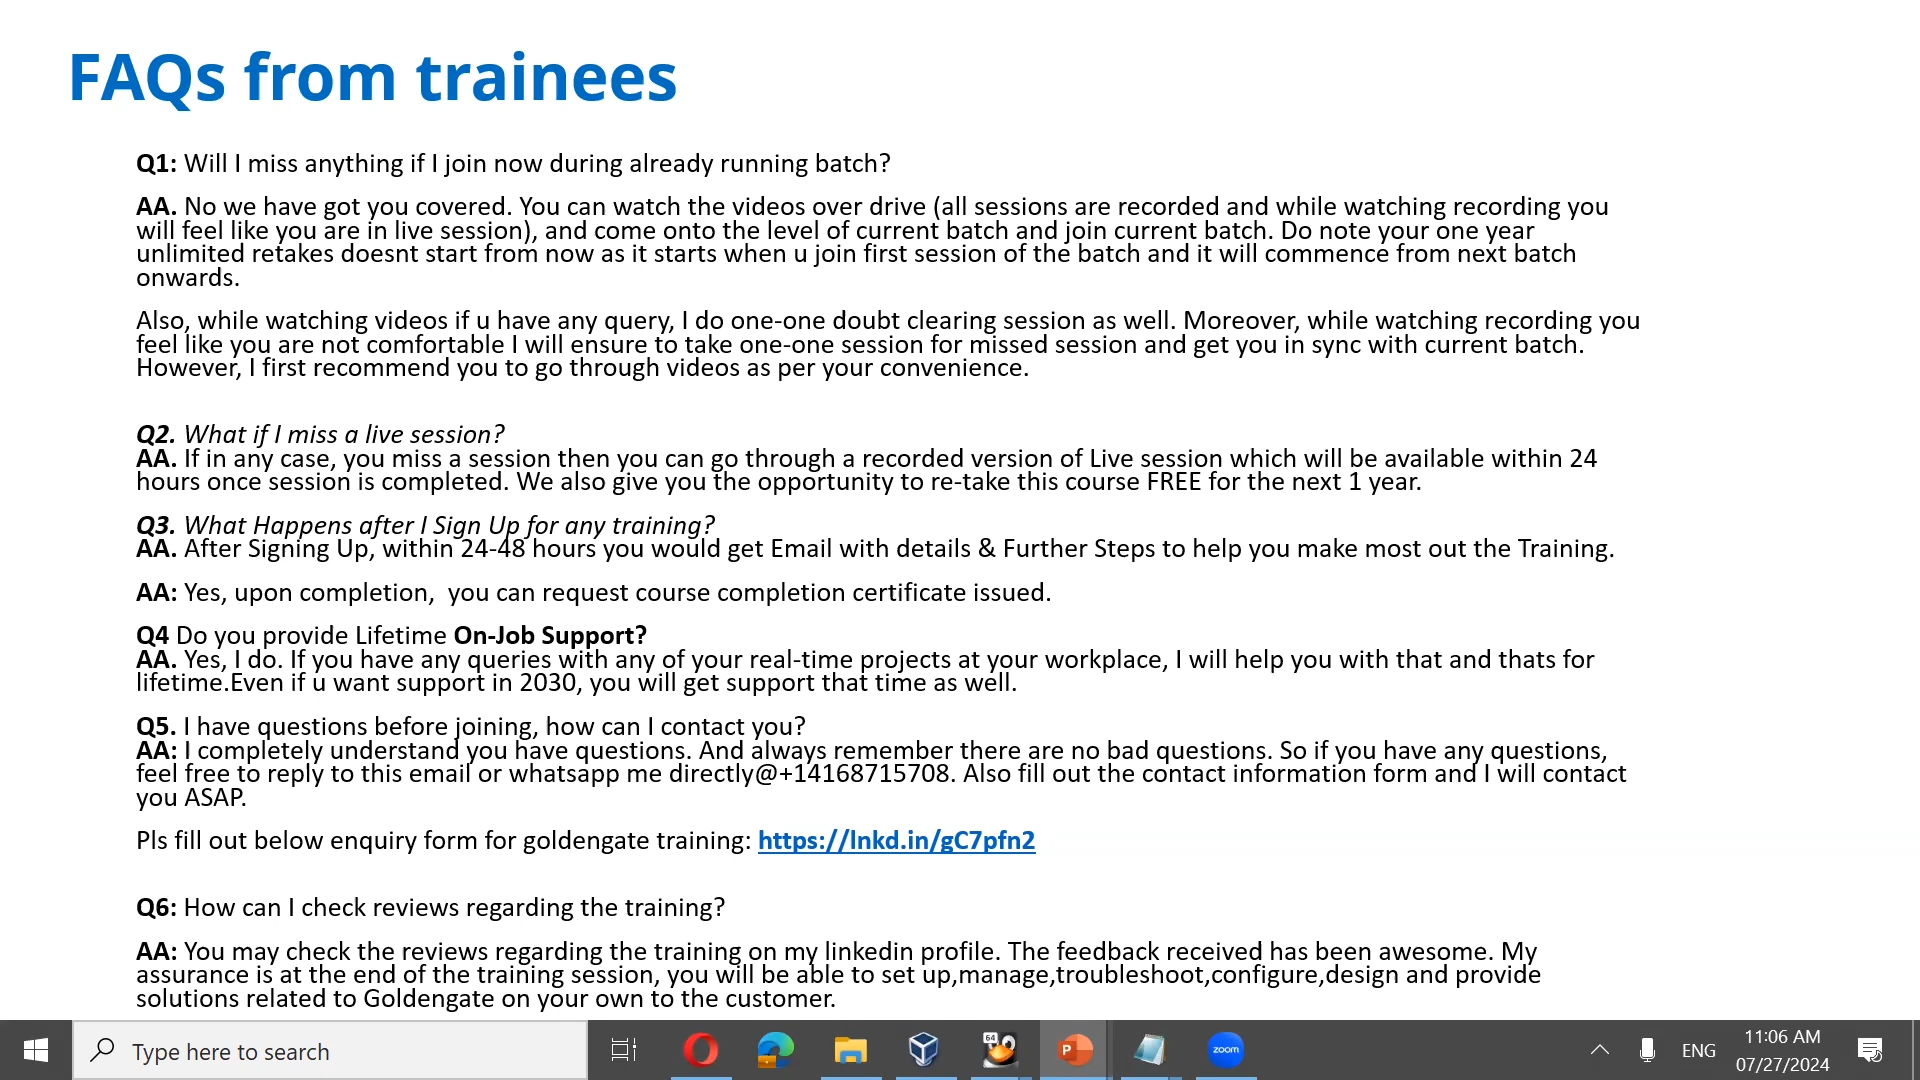 FAQs from trainees
Q1: Will I miss anything if I join now during already running batch?
AA. No we have got you covered. You can watch the videos over drive (all sessions are recorded and while watching recording you
will feel like you are in live session), and come onto the level of current batch and join current batch. Do note your one year
unlimited retakes doesnt start from now as it starts when u join first session of the batch and it will commence from next batch
onwards.
Also, while watching videos if u have any query, I do one-one doubt clearing session as well. Moreover, while watching recording you
feel like you are not comfortable I will ensure to take one-one session for missed session and get you in sync with current batch.
However, I first recommend you to go through videos as per your convenience.
Q2. What if I miss a live session?
AA. If in any case, you miss a session then you can go through a recorded version of Live session which will be available within 24
hours once session is completed. We also give you the opportunity to re-take this course FREE for the next 1 year.
Q3. What Happens after I Sign Up for any training?
AA. After Signing Up, within 24-48 hours you would get Email with details & Further Steps to help you make most out the Training.
AA: Yes, upon completion,  you can request course completion certificate issued.
Q4 Do you provide Lifetime On-Job Support?
AA. Yes, I do. If you have any queries with any of your real-time projects at your workplace, I will help you with that and thats for
lifetime.Even if u want support in 2030, you will get support that time as well.
Q5. I have questions before joining, how can I contact you?
AA: I completely understand you have questions. And always remember there are no bad questions. So if you have any questions,
feel free to reply to this email or whatsapp me directly@+14168715708. Also fill out the contact information form and I will contact
you ASAP.
Pls fill out below enquiry form for goldengate training: https://lnkd.in/gC7pfn2
Q6: How can I check reviews regarding the training?
AA: You may check the reviews regarding the training on my linkedin profile. The feedback received has been awesome. My
assurance is at the end of the training session, you will be able to set up,manage,troubleshoot,configure,design and provide
solutions related to Goldengate on your own to the customer.
Type here to search
64
P
zoom
ENG
11:06 AM
07/27/2024